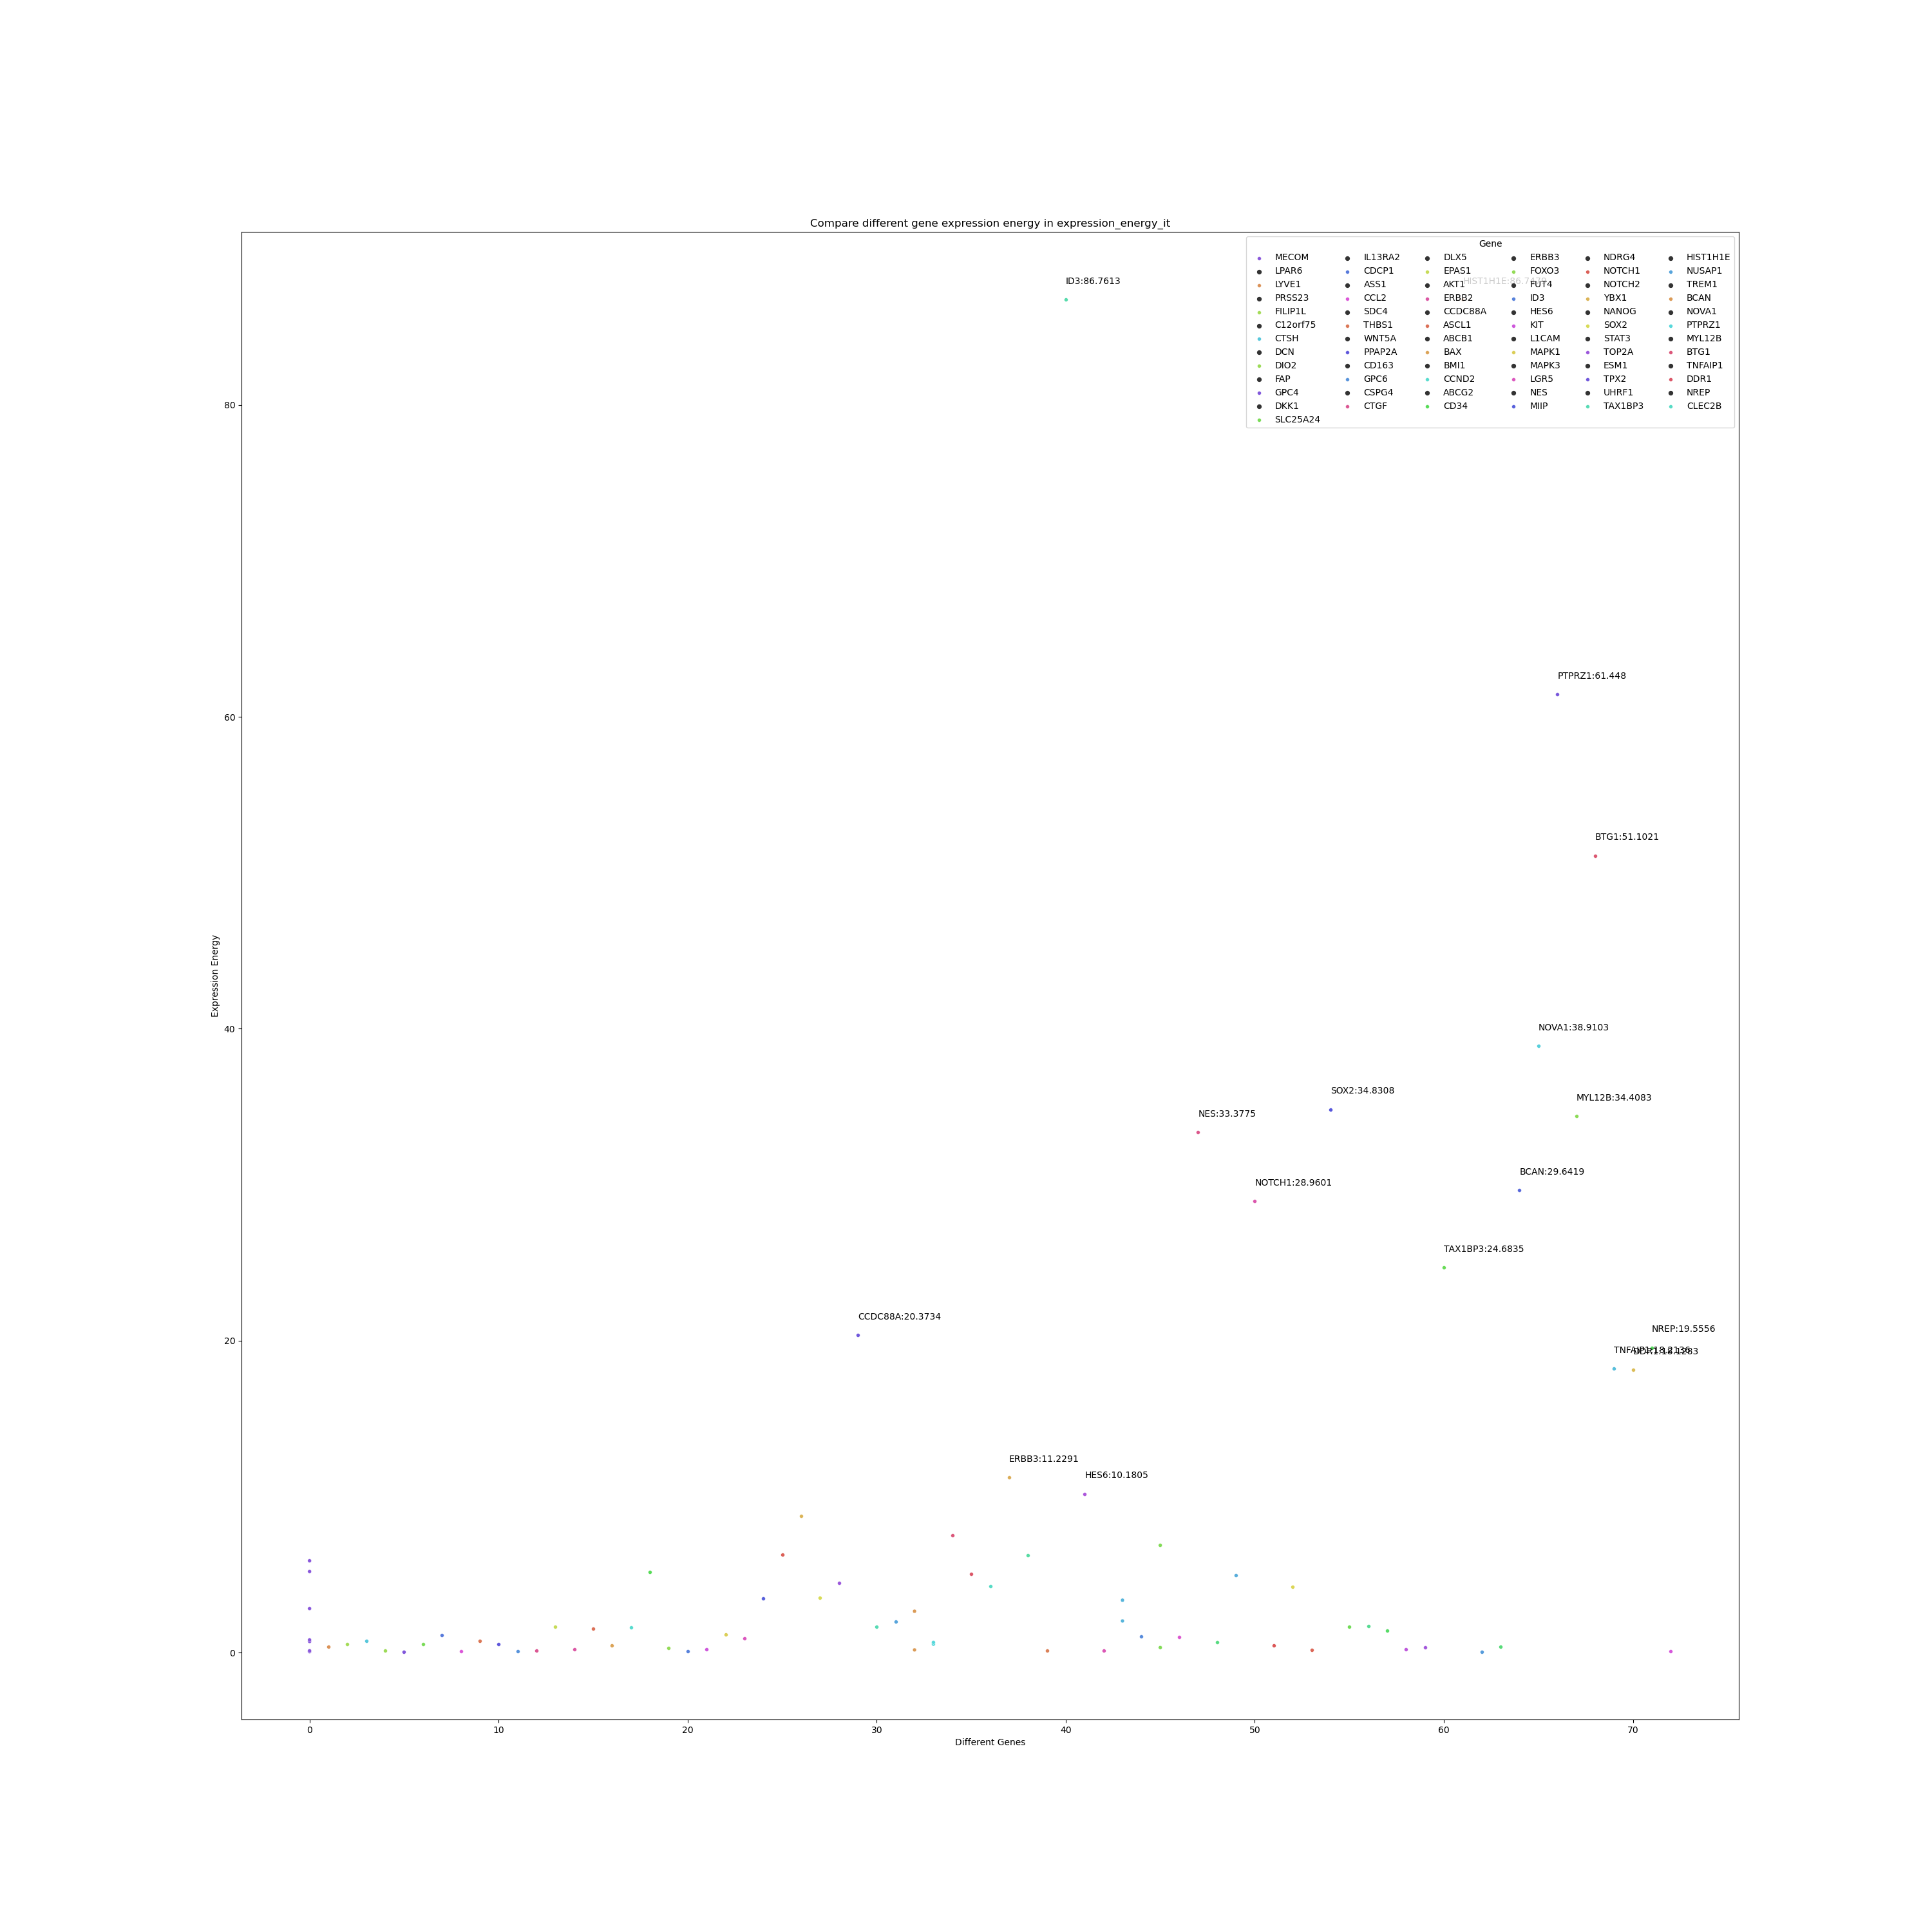 Compare different gene expression energy in expression_energy_it
Gene
MECOM IL13RA2 DLX5 ERBB3 NDRG4 HIST1H1E
LPAR6 CDCP1 EPAS1 FOXO3 NOTCH1 NUSAP1
LYVE1 ASS1 AKT1 FUT4 NOTCH2 TREM1
PRSS23 CCL2 ERBB2 ID3 YBX1 BCAN
FILIP1L SDC4 CCDC88A HES6 NANOG NOVA1
C12orf75 THBS1 ASCL1 KIT SOX2 PTPRZ1
CTSH WNT5A ABCB1 L1CAM STAT3 MYL12B
DCN PPAP2A BAX MAPK1 TOP2A BTG1
DIO2 CD163 BMI1 MAPK3 ESM1 TNFAIP1
FAP GPC6 CCND2 LGR5 TPX2 DDR1
GPC4 CSPG4 ABCG2 NES UHRF1 NREP
DKK1 CTGF CD34 MIIP TAX1BP3 CLEC2B
SLC25A24
ID3:86.7613
PTPRZ1:61.448
BTG1:51.1021
NOVA1:38.9103
SOX2:34.8308
MYL12B:34.4083
NES:33.3775
BCAN:29.6419
NOTCH1:28.9601
TAX1BP3:24.6835
CCDC88A:20.3734
NREP:19.5556
ERBB3:11.2291
HES6:10.1805
Expression Energy
80
60
40
20
0
0 10 20 30 40 50 60 70
Different Genes